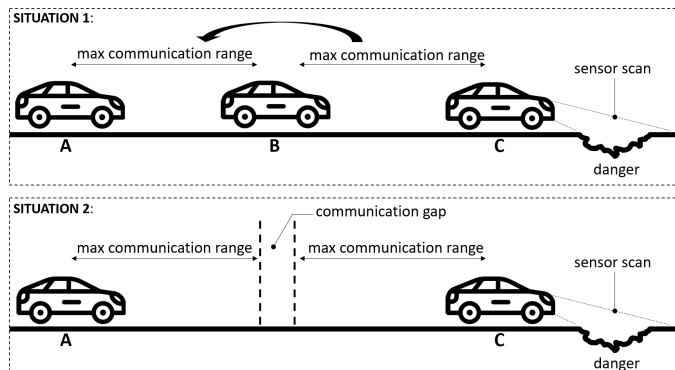 SITUATION 1:
max communication range
max communication range
sensor scan
A
B
C
danger
SITUATION 2:
communication gap
max communication range
max communication range
sensor scan
A
C
danger